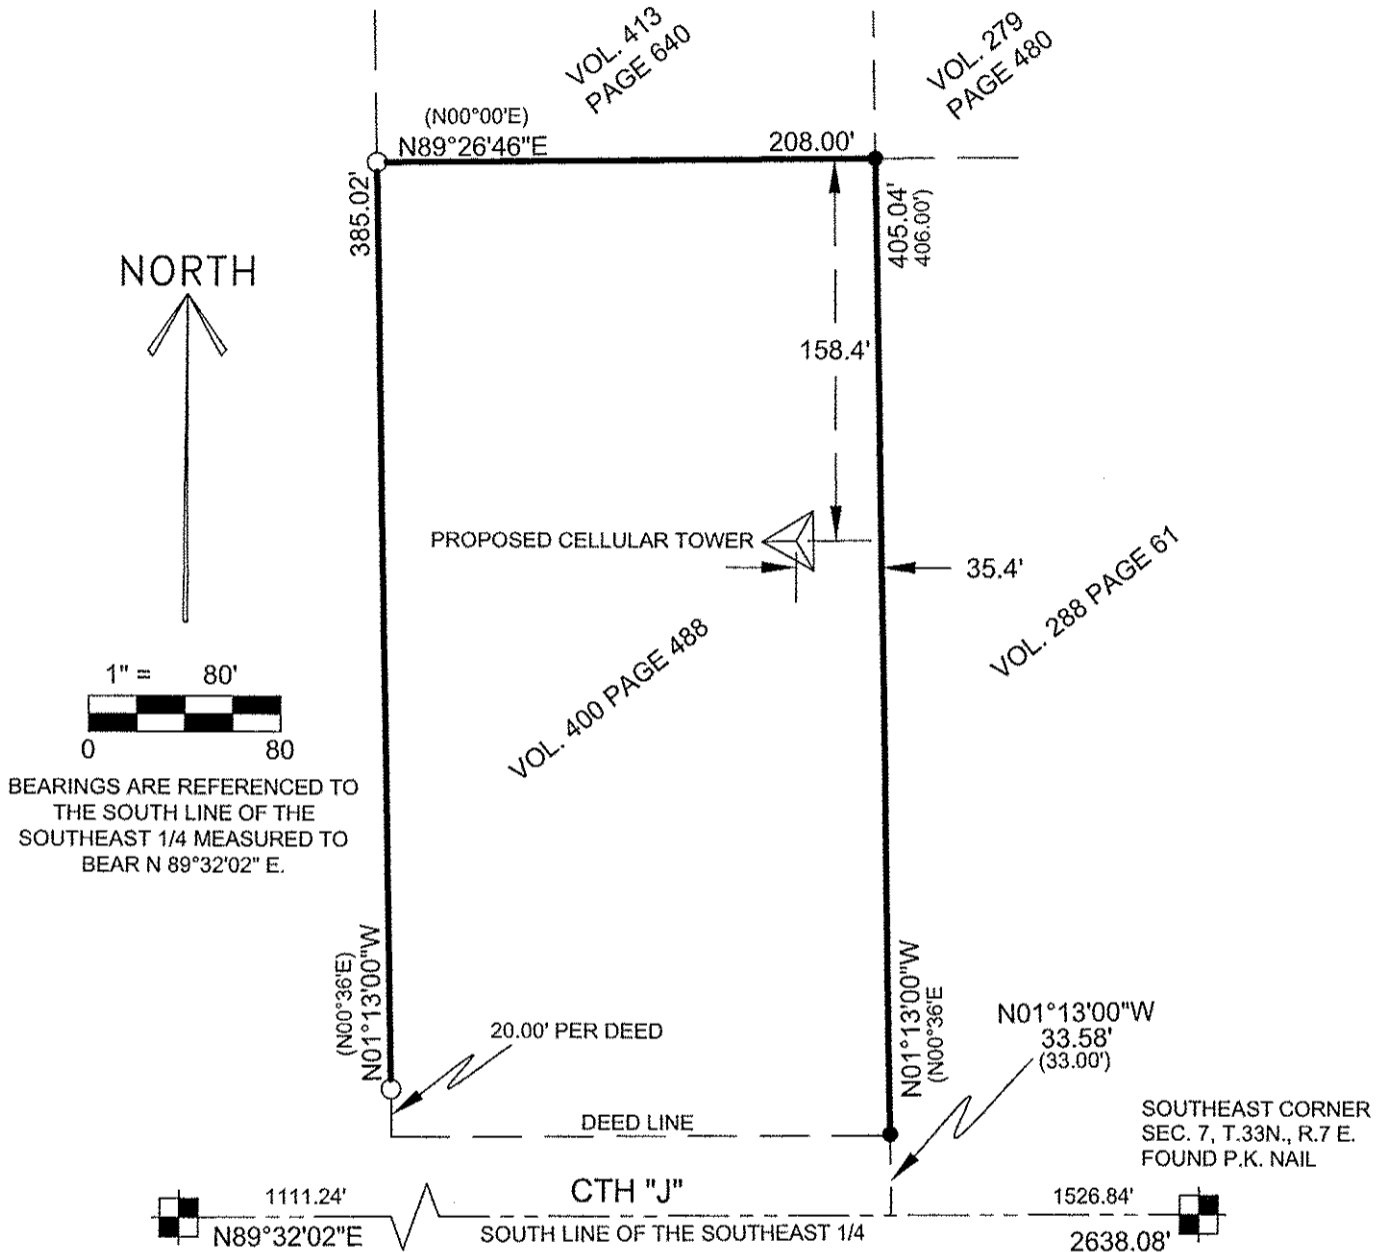 VOL. 413
PAGE 640
VOL. 279
PAGE 480
(N00°00'E)
N89°26'46"E
208.00'
385.02'
405.04'
406.00')
NORTH
158.4'
PROPOSED CELLULAR TOWER
35.4'
VOL. 400 PAGE 488
VOL. 288 PAGE 61
1" = 80'
0 80
BEARINGS ARE REFERENCED TO
THE SOUTH LINE OF THE
SOUTHEAST 1/4 MEASURED TO
BEAR N 89°32'02" E.
(N00°36'E)
N01°13'00"W
20.00' PER DEED
N01°13'00"W
(N00°36'E
N01°13'00"W
33.58'
(33.00')
DEED LINE
SOUTHEAST CORNER
SEC. 7, T.33N., R.7 E.
FOUND P.K. NAIL
1111.24'
CTH "J"
1526.84'
N89°32'02"E
SOUTH LINE OF THE SOUTHEAST 1/4
2638.08'